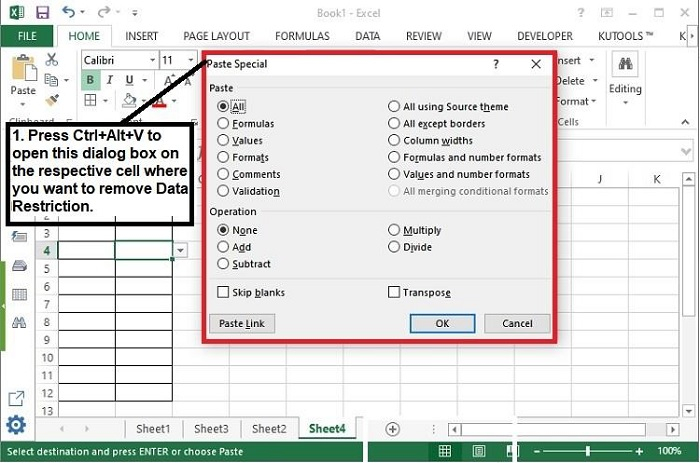 Book1 - Excel
FILE HOME INSERT PAGE LAYOUT FORMULAS DATA REVIEW VIEW DEVELOPER KUTOOLS ™ K
Calibri 11
B I U
Paste
Clipboard
nsert
elete
ormat
Cells
Editing
Paste Special
Paste
All
Formulas
Values
Formats
Comments
Validation
All using Source theme
All except borders
Column widths
Formulas and number formats
Values and number formats
All merging conditional formats
Operation
None
Add
Subtract
Multiply
Divide
Skip blanks
Transpose
Paste Link
OK
Cancel
1. Press Ctrl+Alt+V to
open this dialog box on
the respective cell where
you want to remove Data
Restriction.
J K
3
4
5
6
7
8
9
10
11
12
13
Sheet1 Sheet3 Sheet2 Sheet4
Select destination and press ENTER or choose Paste
100%